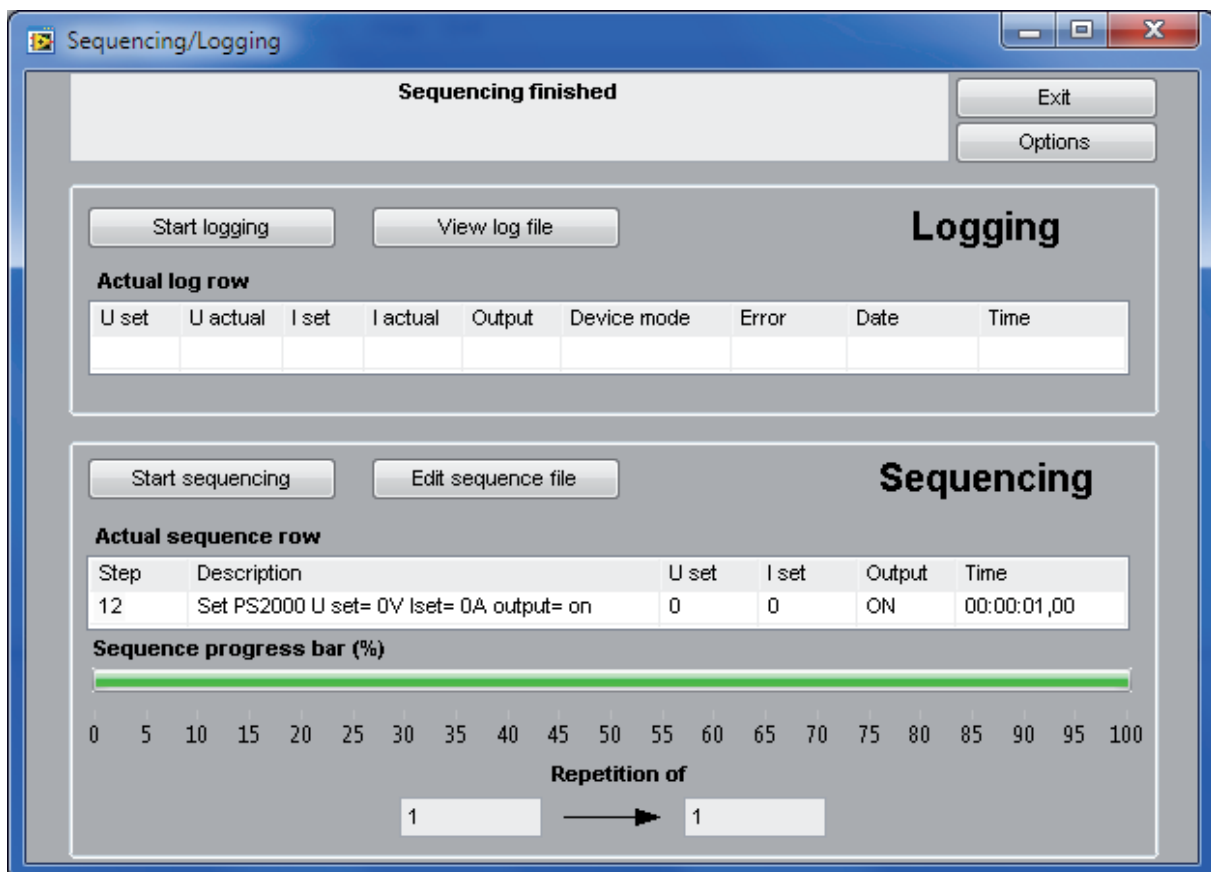 Sequencing/Logging
Sequencing finished
Exit
Options
Start logging View log file Logging
Actual log row
U set U actual I set I actual Output Device mode Error Date Time
Start sequencing Edit sequence file Sequencing
Actual sequence row
Step Description U set I set Output Time
12 Set PS2000 U set= 0V Iset= 0A output= on 0 0 ON 00:00:01,00
Sequence progress bar (%)
0 5 10 15 20 25 30 35 40 45 50 55 60 65 70 75 80 85 90 95 100
Repetition of
1 1